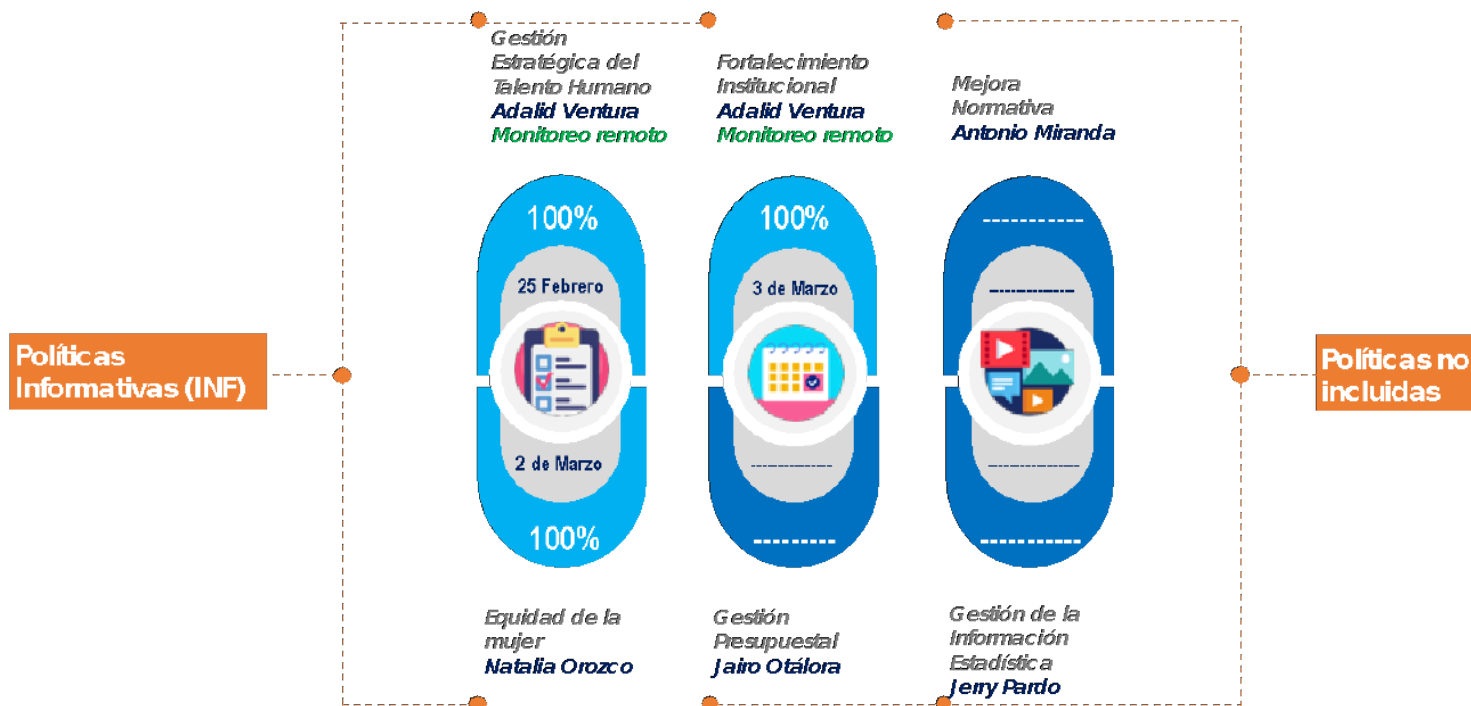 Gestión
Estratégica del
Talento Humano
Adalid Ventura
Monitoreo remoto
Fortalecimiento
Institucional
Adalid Ventura
Monitoreo remoto
Mejora
Normativa
Antonio Miranda
100%
100%
-----------
25 Febrero
3 de Marzo
----------------
Políticas
Informativas (INF)
Políticas no
incluidas
2 de Marzo
----------------
----------------
100%
---------
-----------
Equidad de la
mujer
Natalia Orozco
Gestión
Presupuestal
Jairo Otálora
Gestión de la
Información
Estadística
Jerry Pardo